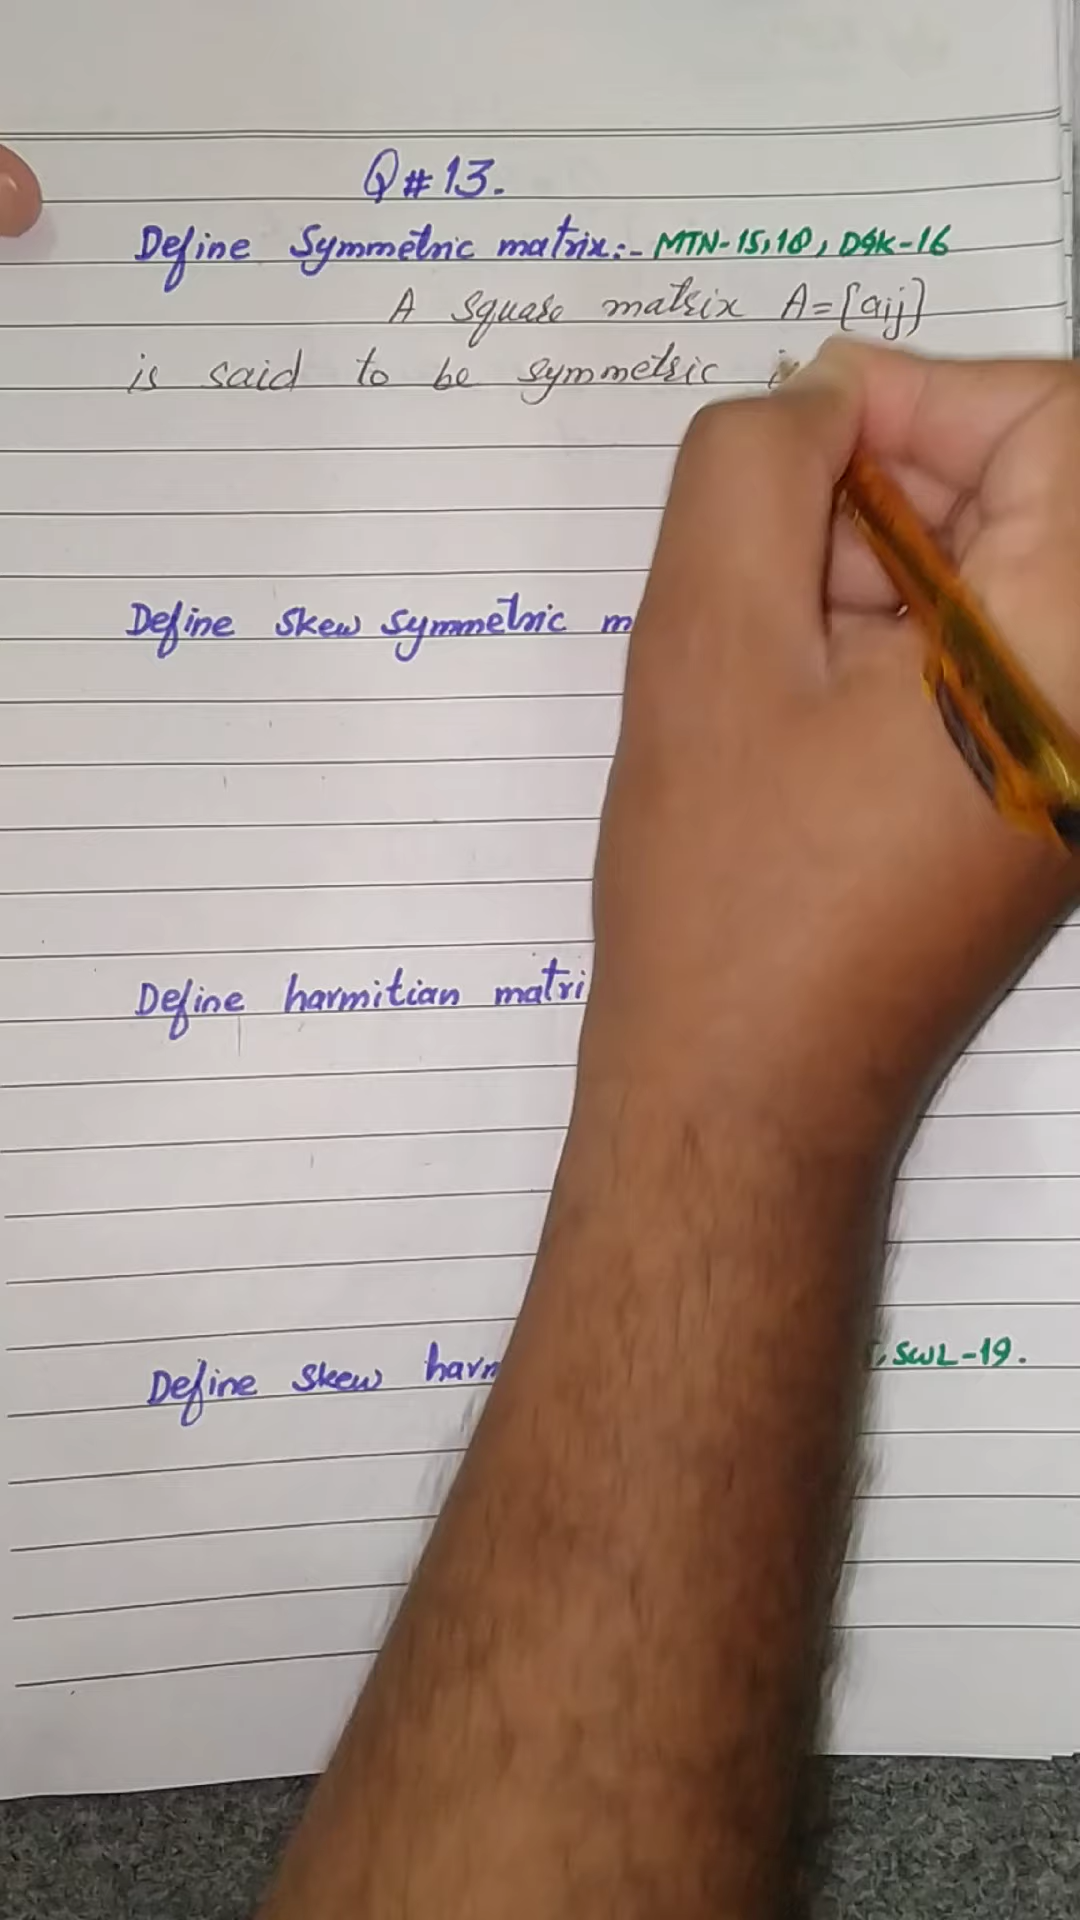 Q # 13.
Define Symmetric matrix:- MTN-15,18, DGK-16
A square matrix A=[aij]
is said to be symmetric
Define skew symmetric
Define harmitian
Define skew
, SWL-19.